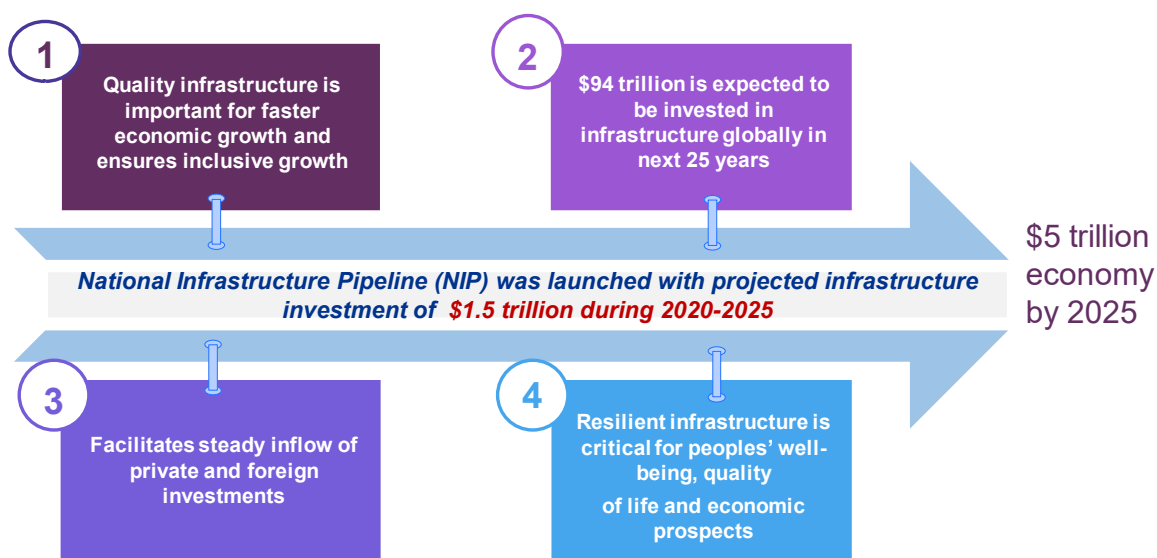 1
Quality infrastructure is
important for faster
economic growth and
ensures inclusive growth
2
$94 trillion is expected to
be invested in
infrastructure globally in
next 25 years
National Infrastructure Pipeline (NIP) was launched with projected infrastructure
investment of $1.5 trillion during 2020-2025
$5 trillion
economy
by 2025
3
Facilitates steady inflow of
private and foreign
investments
4
Resilient infrastructure is
critical for peoples’ well-
being, quality
of life and economic
prospects